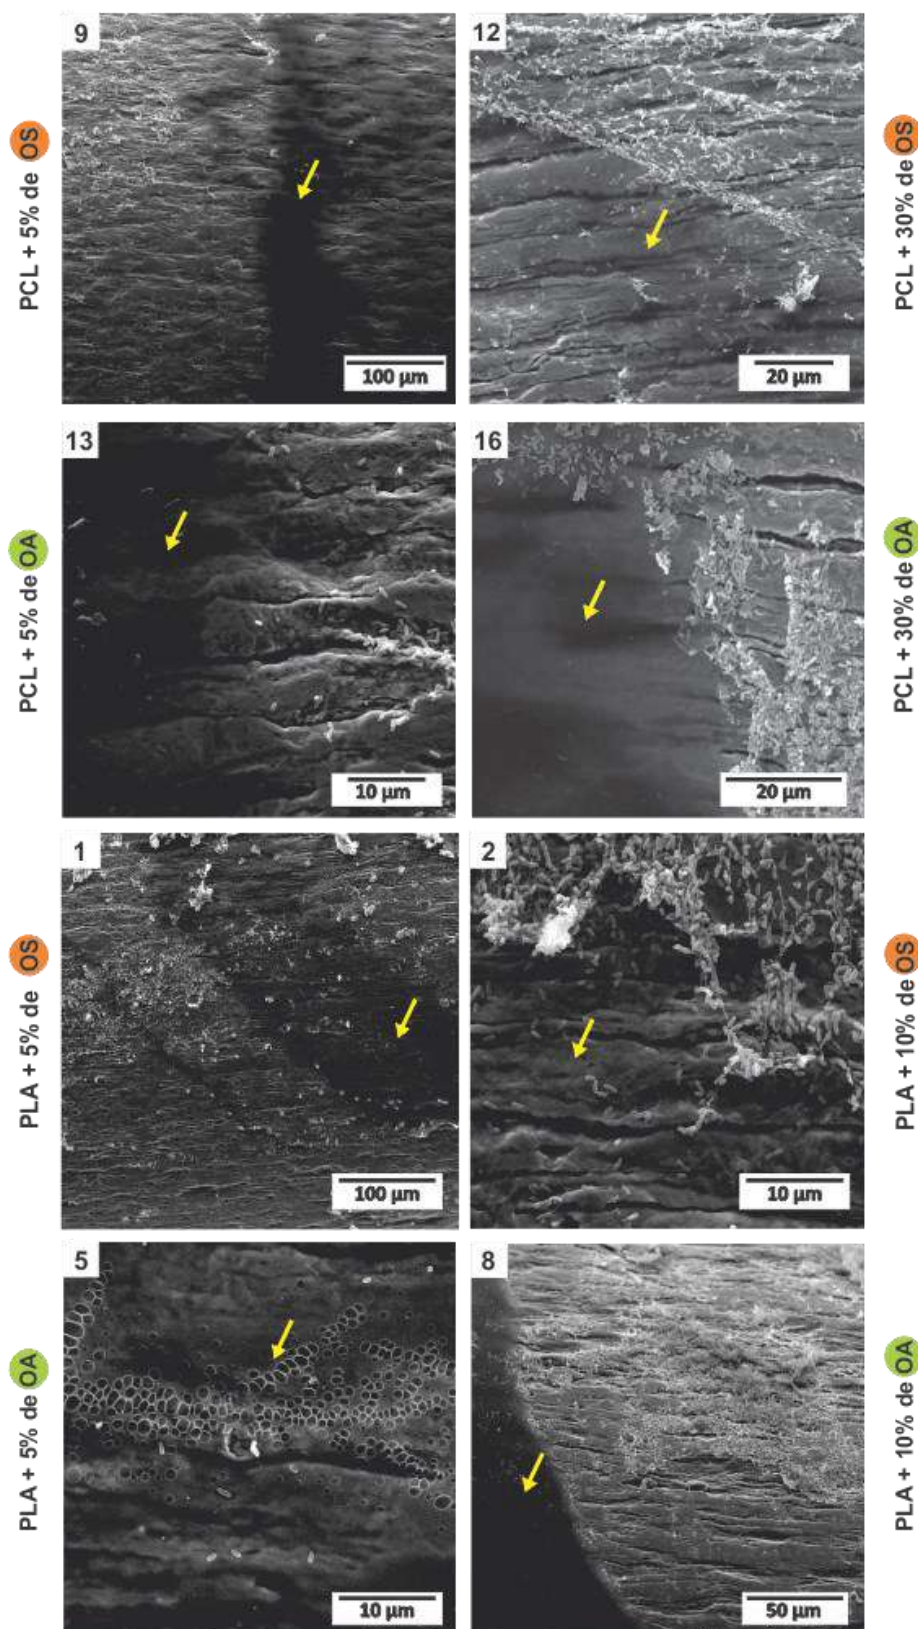 9
12
PCL + 5% de OS
PCL + 30% de OS
100 µm
20 µm
13
16
PCL + 5% de OA
PCL + 30% de OA
10 µm
20 µm
1
2
PLA + 5% de OS
PLA + 10% de OS
100 µm
10 µm
5
8
PLA + 5% de OA
PLA + 10% de OA
10 µm
50 µm